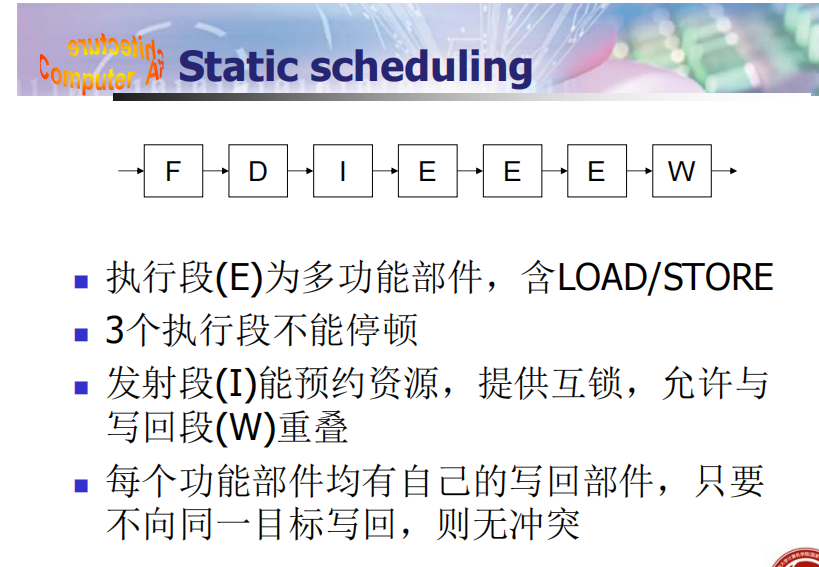 Computer Architecture
Static scheduling
F D I E E E W
执行段(E)为多功能部件，含LOAD/STORE
3个执行段不能停顿
发射段(I)能预约资源，提供互锁，允许与
写回段(W)重叠
每个功能部件均有自己的写回部件，只要
不向同一目标写回，则无冲突